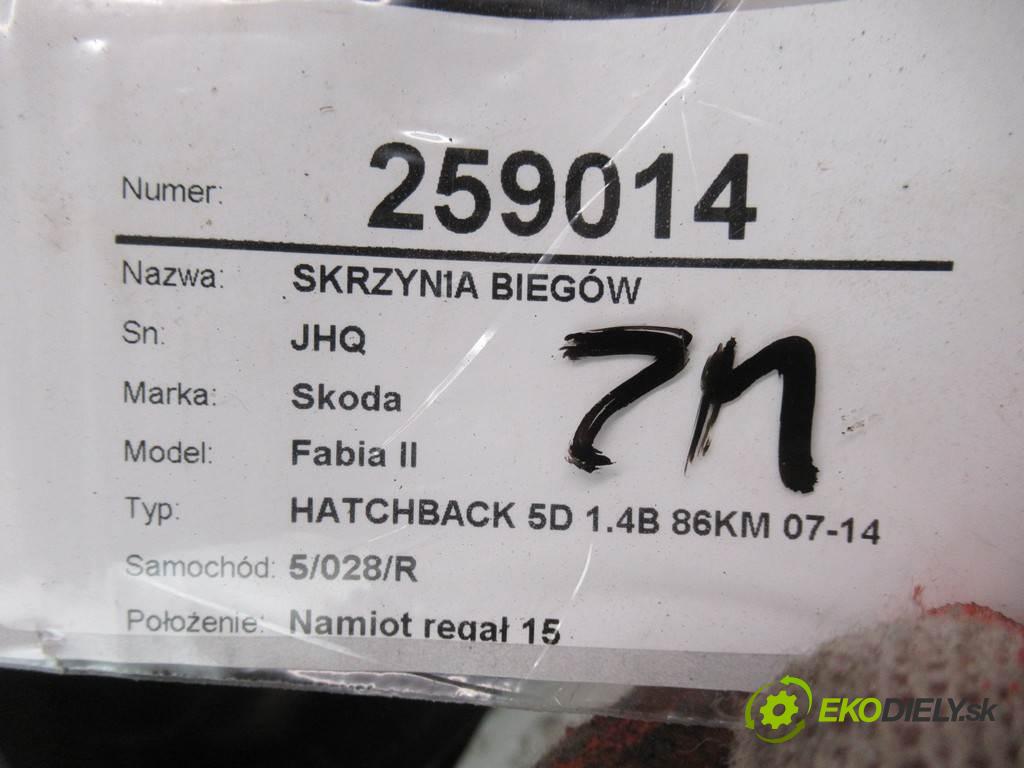 Numer: 259014
Nazwa: SKRZYNIA BIEGÓW
Sn: JHQ
Marka: Skoda
Model: Fabia II
Typ: HATCHBACK 5D 1.4B 86KM 07-14
Samochód: 5/028/R
Położenie: Namiot regał 15
EKODIELY.sk